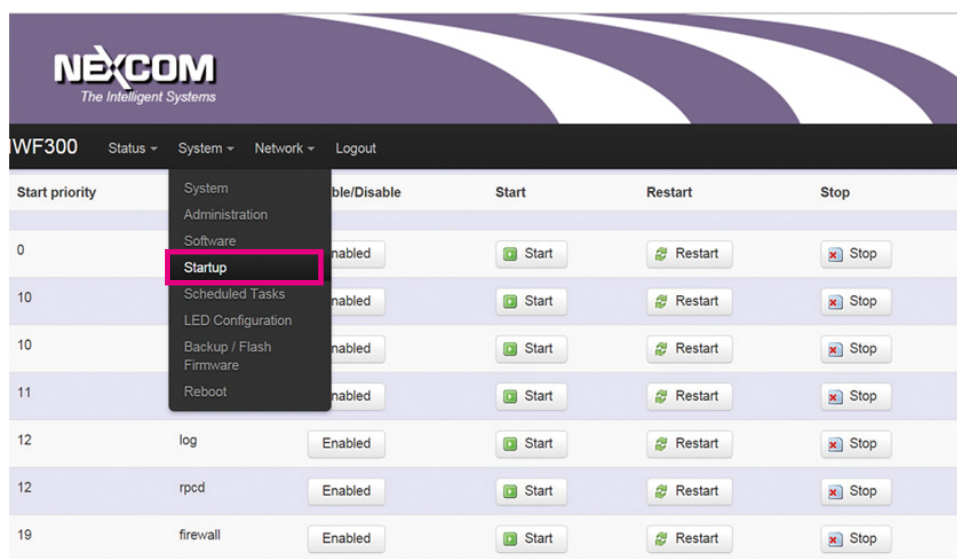 NEXCOM
The Intelligent Systems
IWF300 Status System Network Logout
Start priority ble/Disable Start Restart Stop
System
Administration
Software
Startup
Scheduled Tasks
LED Configuration
Backup / Flash
Firmware
Reboot
0 nabled Start Restart Stop
10 nabled Start Restart Stop
10 nabled Start Restart Stop
11 nabled Start Restart Stop
12 log Enabled Start Restart Stop
12 rpcd Enabled Start Restart Stop
19 firewall Enabled Start Restart Stop